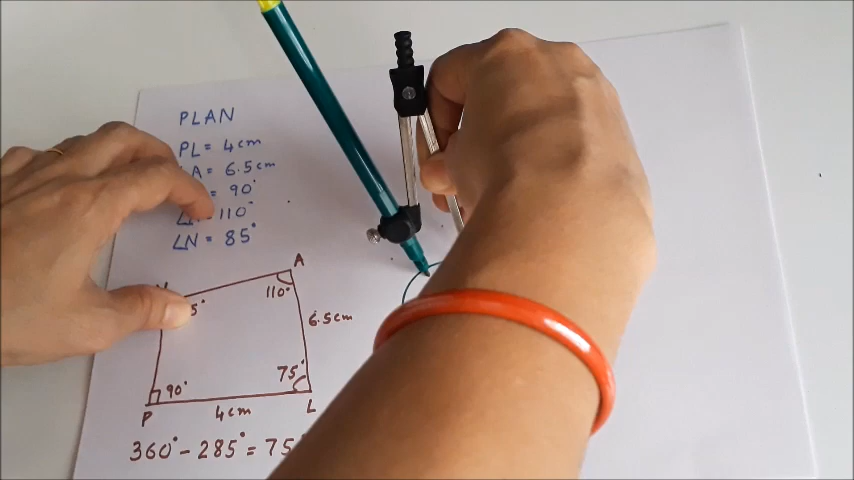 PLAN
PL = 4cm
A = 6.5cm
= 90°
110°
∠N = 85°
A
110°
5°
6.5cm
75°
90°
P
4cm
L
360° - 285° = 75